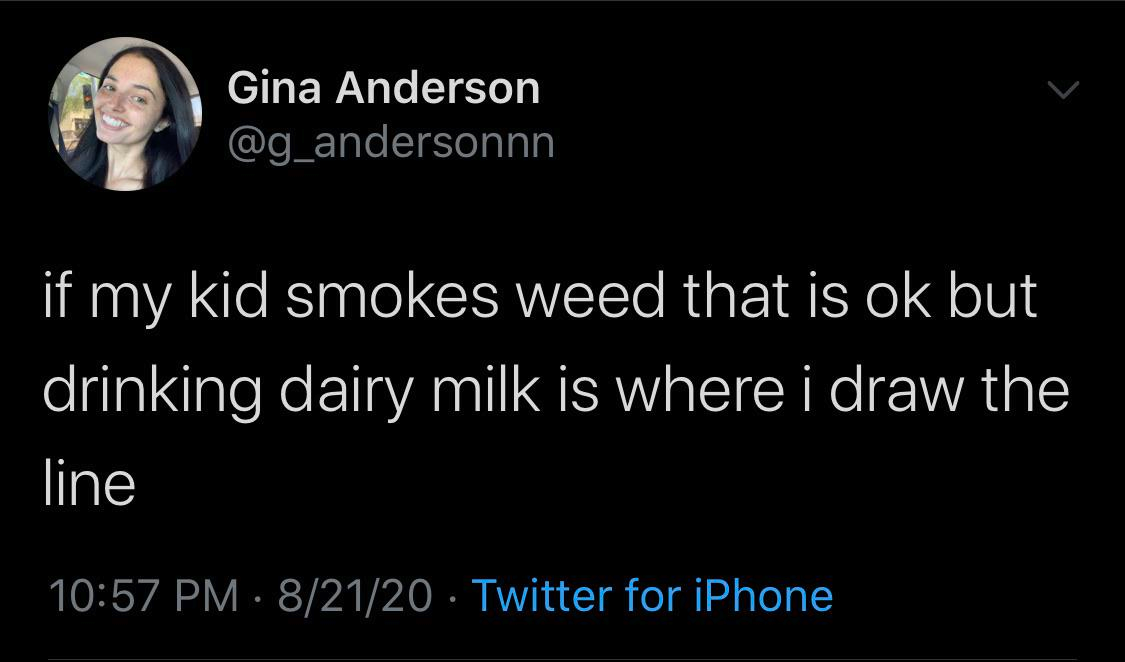 Gina Anderson
@g_andersonnn
if my kid smokes weed that is ok but
drinking dairy milk is where i draw the
line
10:57 PM · 8/21/20 · Twitter for iPhone